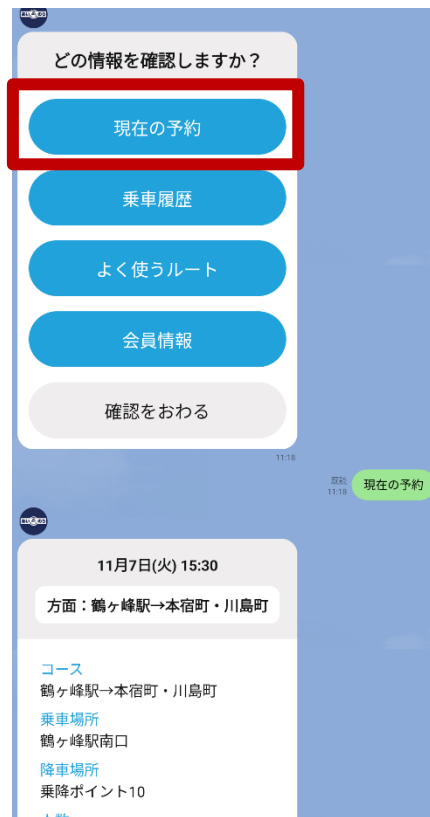 どの情報を確認しますか？
現在の予約
乗車履歴
よく使うルート
会員情報
確認をおわる
11:18
既読
11:18
現在の予約
11月7日(火) 15:30
方面：鶴ヶ峰駅→本宿町・川島町
コース
鶴ヶ峰駅→本宿町・川島町
乗車場所
鶴ヶ峰駅南口
降車場所
乗降ポイント10